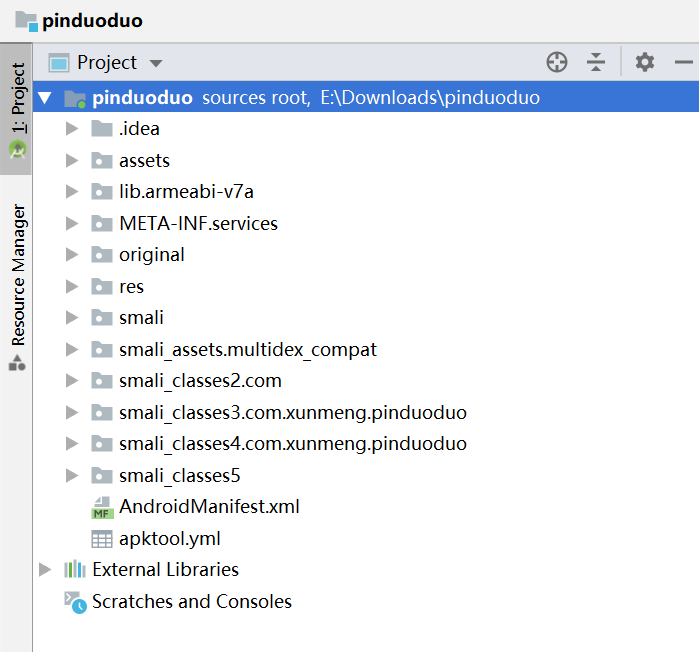 pinduoduo
Project
pinduoduo sources root, E:\Downloads\pinduoduo
1: Project
.idea
assets
lib.armeabi-v7a
META-INF.services
Resource Manager
original
res
smali
smali_assets.multidex_compat
smali_classes2.com
smali_classes3.com.xunmeng.pinduoduo
smali_classes4.com.xunmeng.pinduoduo
smali_classes5
MF AndroidManifest.xml
apktool.yml
External Libraries
Scratches and Consoles